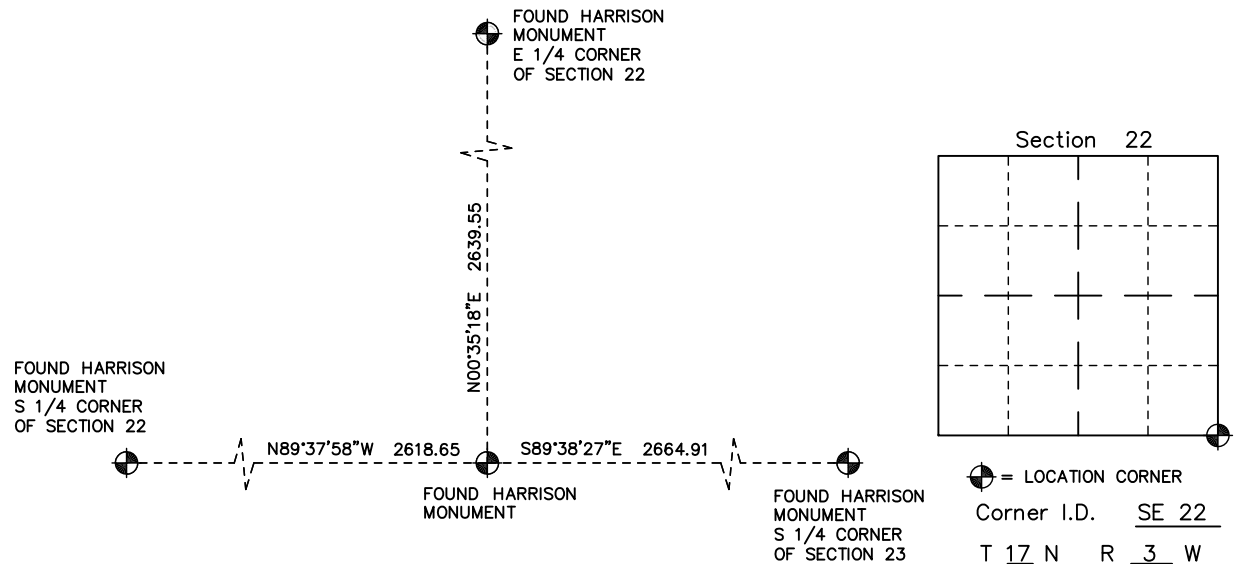 FOUND HARRISON
MONUMENT
E 1/4 CORNER
OF SECTION 22
Section 22
N00°35'18"E 2639.55
FOUND HARRISON
MONUMENT
S 1/4 CORNER
OF SECTION 22
N89°37'58"W 2618.65
S89°38'27"E 2664.91
FOUND HARRISON
MONUMENT
FOUND HARRISON
MONUMENT
S 1/4 CORNER
OF SECTION 23
= LOCATION CORNER
Corner I.D. SE 22
T 17 N R 3 W